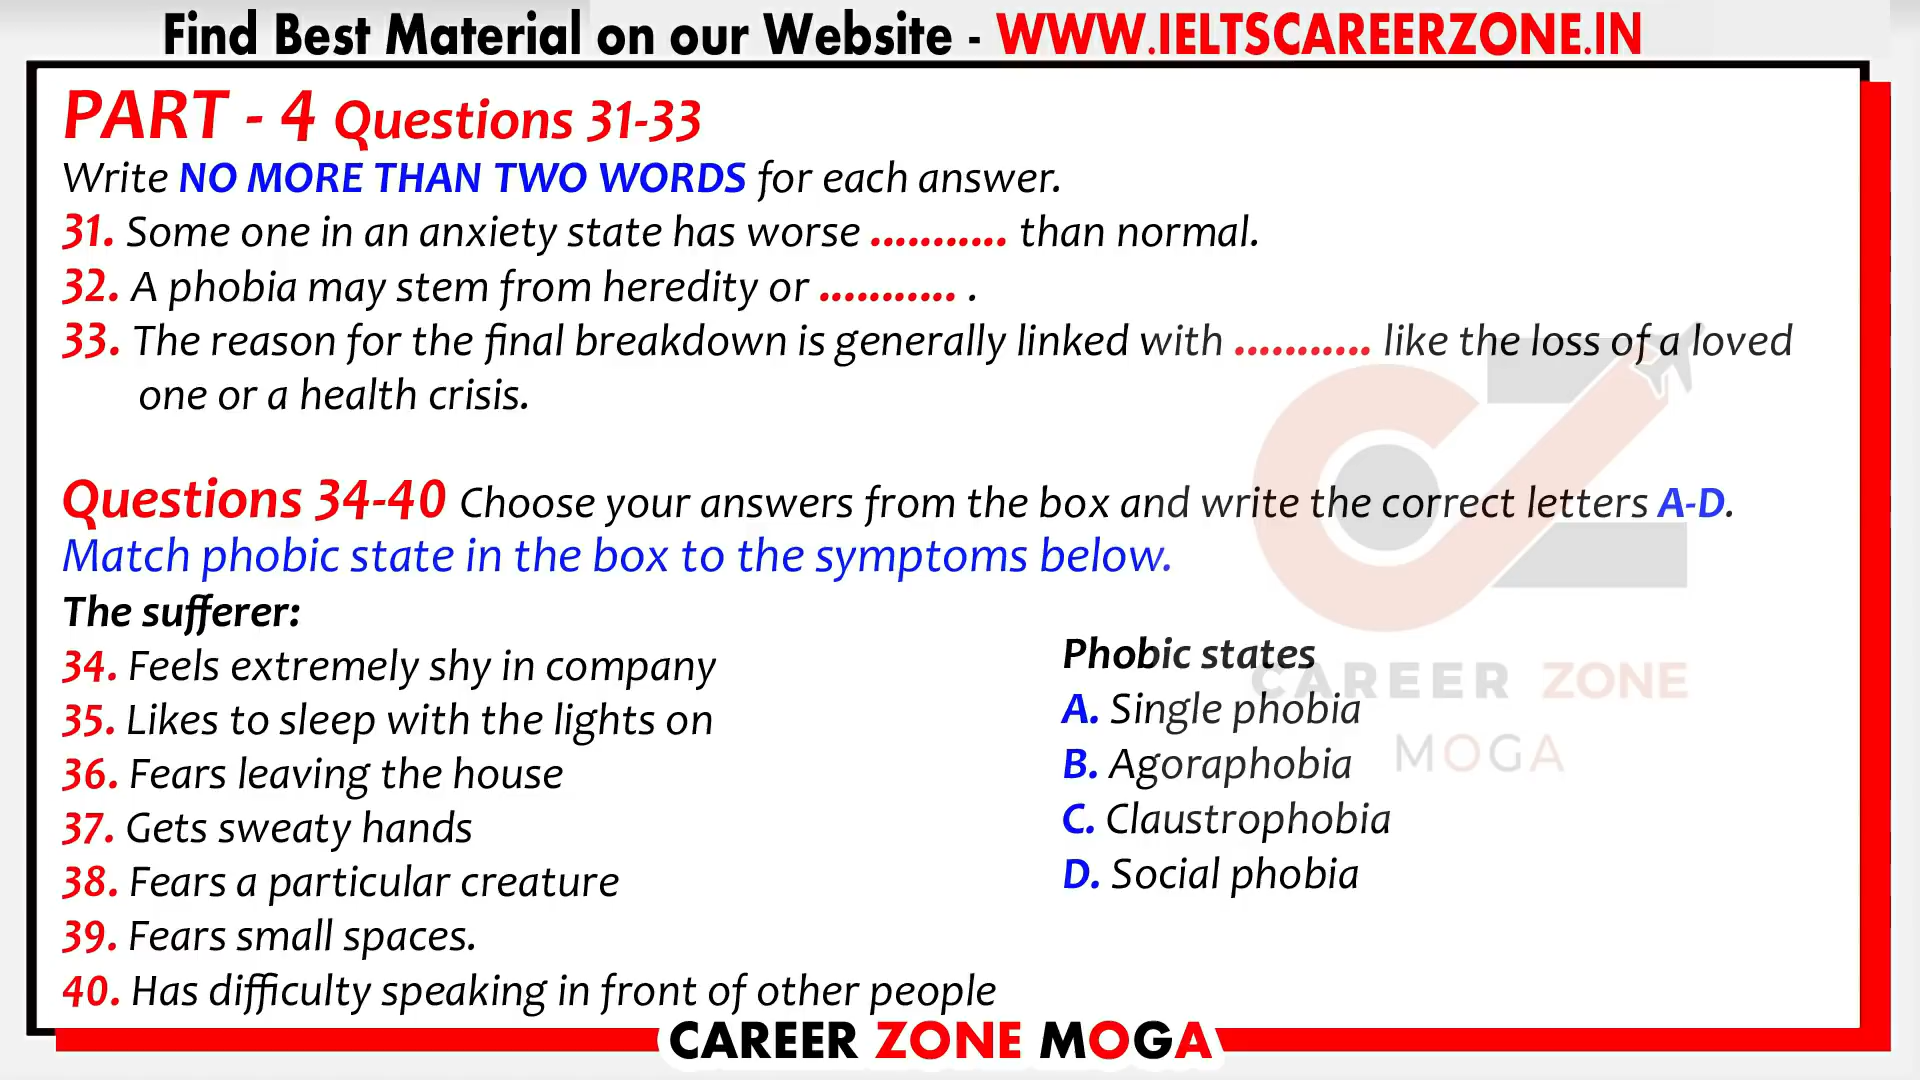 Find Best Material on our Website - WWW.IELTSCAREERZONE.IN
PART - 4 Questions 31-33
Write NO MORE THAN TWO WORDS for each answer.
31. Some one in an anxiety state has worse ........... than normal.
32. A phobia may stem from heredity or ........... .
33. The reason for the final breakdown is generally linked with ........... like the loss of a loved
one or a health crisis.
Questions 34-40 Choose your answers from the box and write the correct letters A-D.
Match phobic state in the box to the symptoms below.
The sufferer:
34. Feels extremely shy in company
35. Likes to sleep with the lights on
36. Fears leaving the house
37. Gets sweaty hands
38. Fears a particular creature
39. Fears small spaces.
40. Has difficulty speaking in front of other people
Phobic states
A. Single phobia
B. Agoraphobia
C. Claustrophobia
D. Social phobia
CAREER ZONE
MOGA
CAREER ZONE MOGA